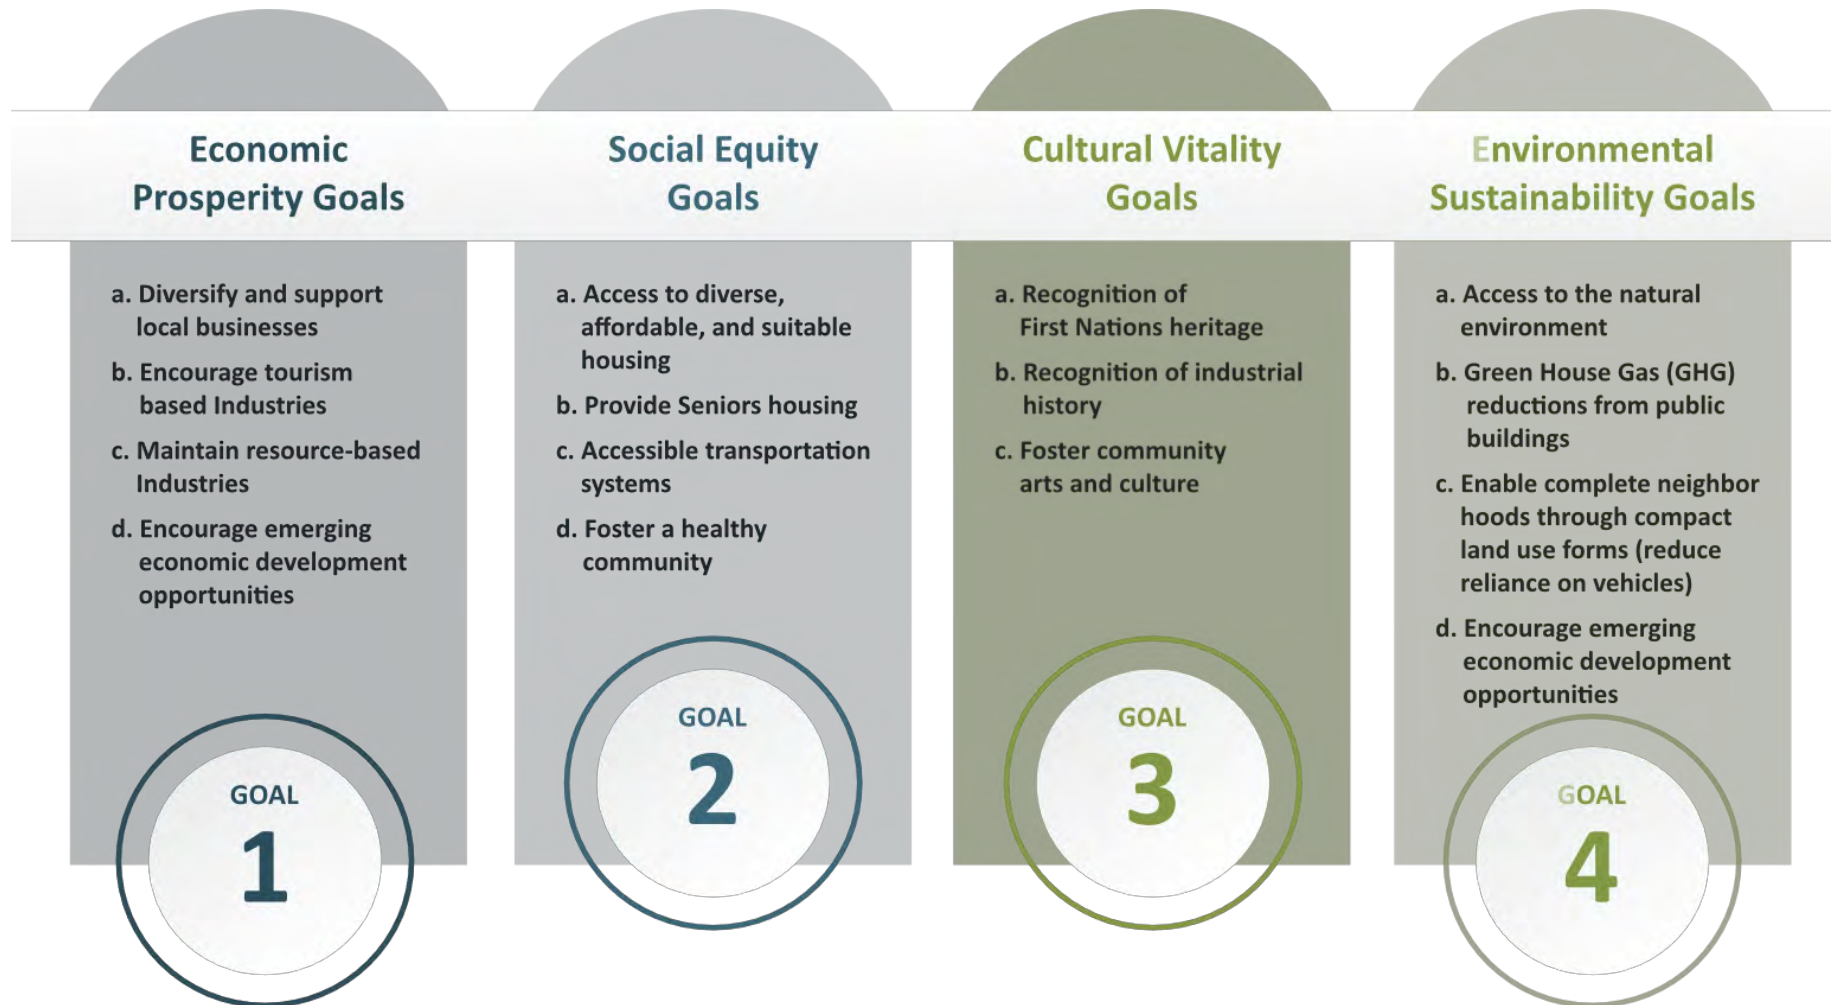 Economic
Prosperity Goals
a. Diversify and support
local businesses
b. Encourage tourism
based Industries
c. Maintain resource-based
Industries
d. Encourage emerging
economic development
opportunities
GOAL
1
Social Equity
Goals
a. Access to diverse,
affordable, and suitable
housing
b. Provide Seniors housing
c. Accessible transportation
systems
d. Foster a healthy
community
GOAL
2
Cultural Vitality
Goals
a. Recognition of
First Nations heritage
b. Recognition of industrial
history
c. Foster community
arts and culture
GOAL
3
Environmental
Sustainability Goals
a. Access to the natural
environment
b. Green House Gas (GHG)
reductions from public
buildings
c. Enable complete neighbor
hoods through compact
land use forms (reduce
reliance on vehicles)
d. Encourage emerging
economic development
opportunities
GOAL
4